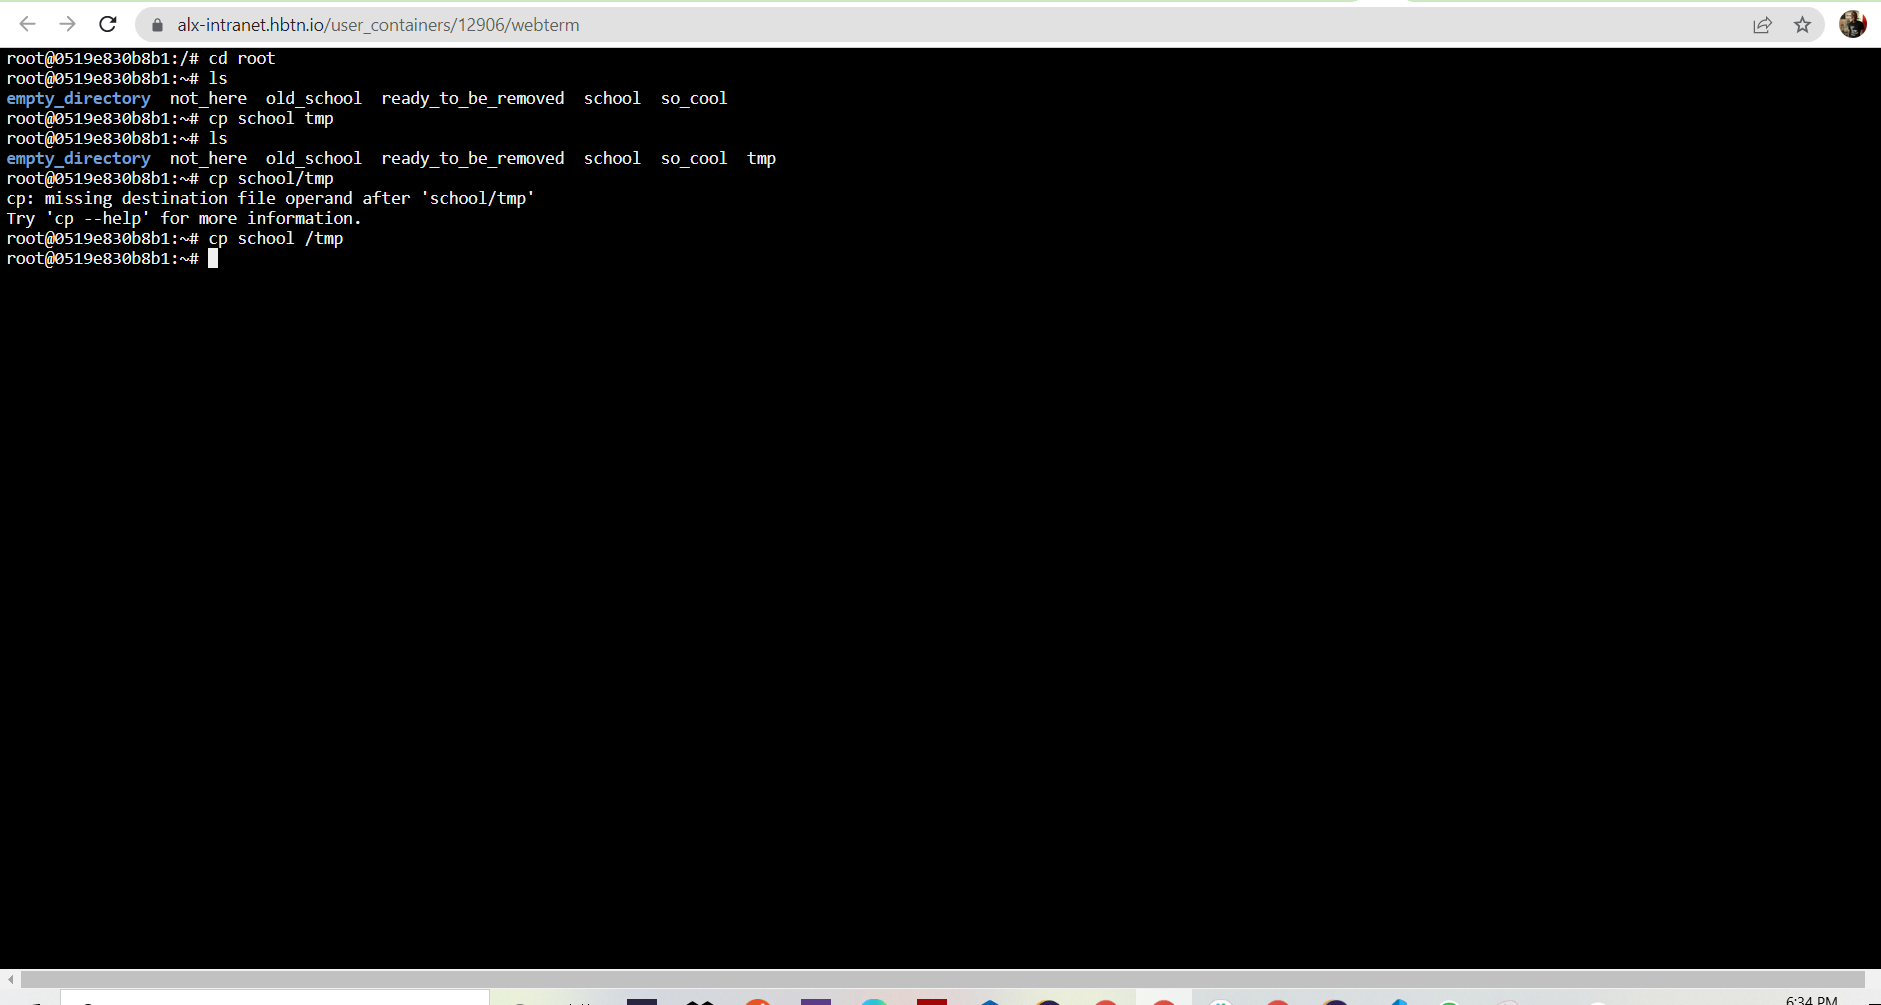 alx-intranet.hbtn.io/user_containers/12906/webterm
root@0519e830b8b1:/# cd root
root@0519e830b8b1:~# ls
empty_directory  not_here  old_school  ready_to_be_removed  school  so_cool
root@0519e830b8b1:~# cp school tmp
root@0519e830b8b1:~# ls
empty_directory  not_here  old_school  ready_to_be_removed  school  so_cool  tmp
root@0519e830b8b1:~# cp school/tmp
cp: missing destination file operand after 'school/tmp'
Try 'cp --help' for more information.
root@0519e830b8b1:~# cp school /tmp
root@0519e830b8b1:~#
6:34 PM